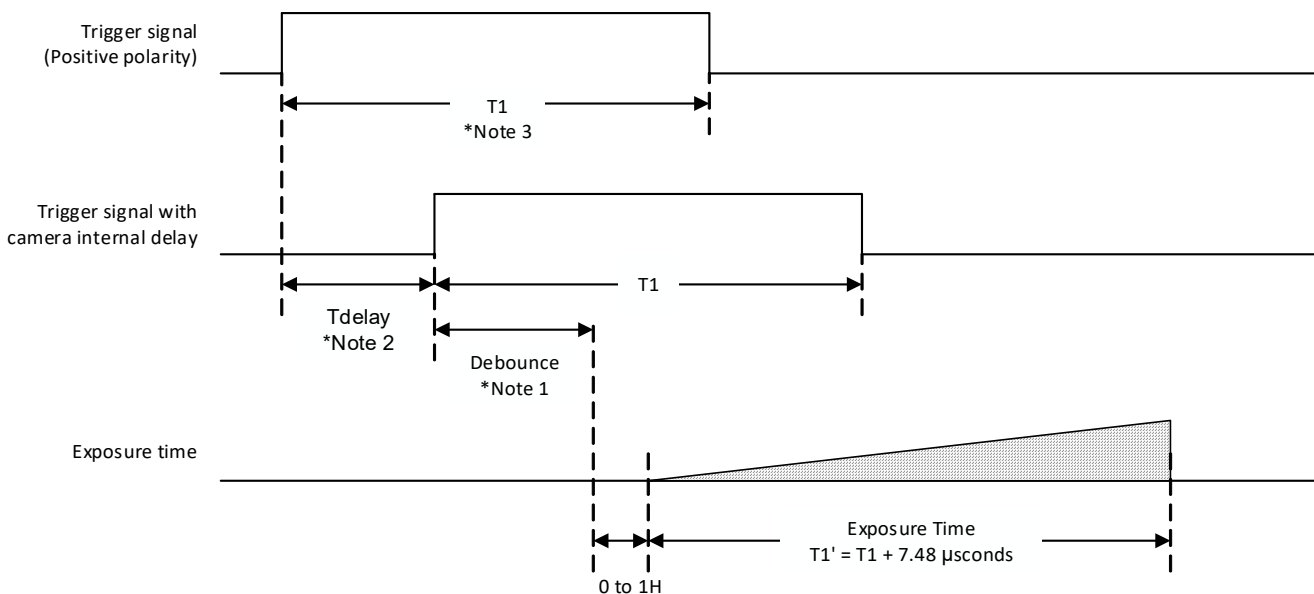 Trigger signal
(Positive polarity)
T1
*Note 3
Trigger signal with
camera internal delay
T1
Tdelay
*Note 2
Debounce
*Note 1
Exposure time
Exposure Time
T1' = T1 + 7.48 µsconds
0 to 1H